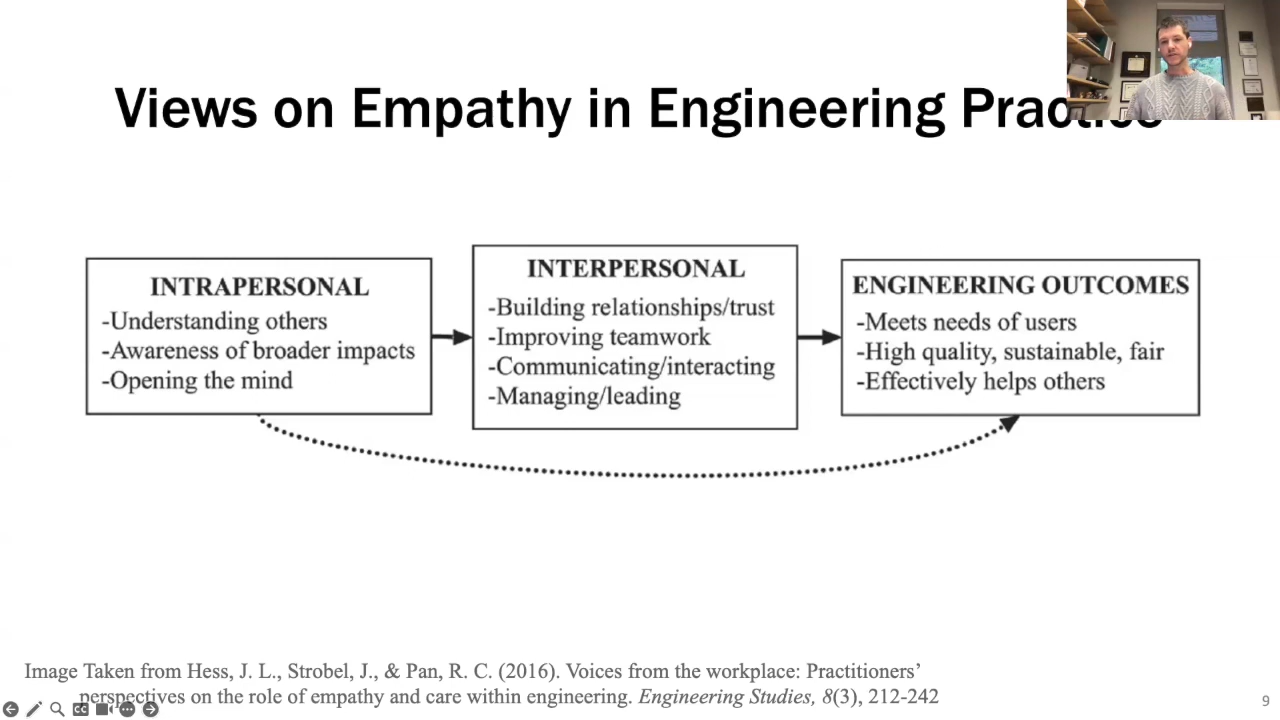 Views on Empathy in Engineering
INTRAPERSONAL
-Understanding others
-Awareness of broader impacts
-Opening the mind
INTERPERSONAL
-Building relationships/trust
-Improving teamwork
-Communicating/interacting
-Managing/leading
ENGINEERING OUTCOMES
-Meets needs of users
-High quality, sustainable, fair
-Effectively helps others
Image Taken from Hess, J. L., Strobel, J., & Pan, R. C. (2016). Voices from the workplace: Practitioners’
perspectives on the role of empathy and care within engineering. Engineering Studies, 8(3), 212-242
CC
9